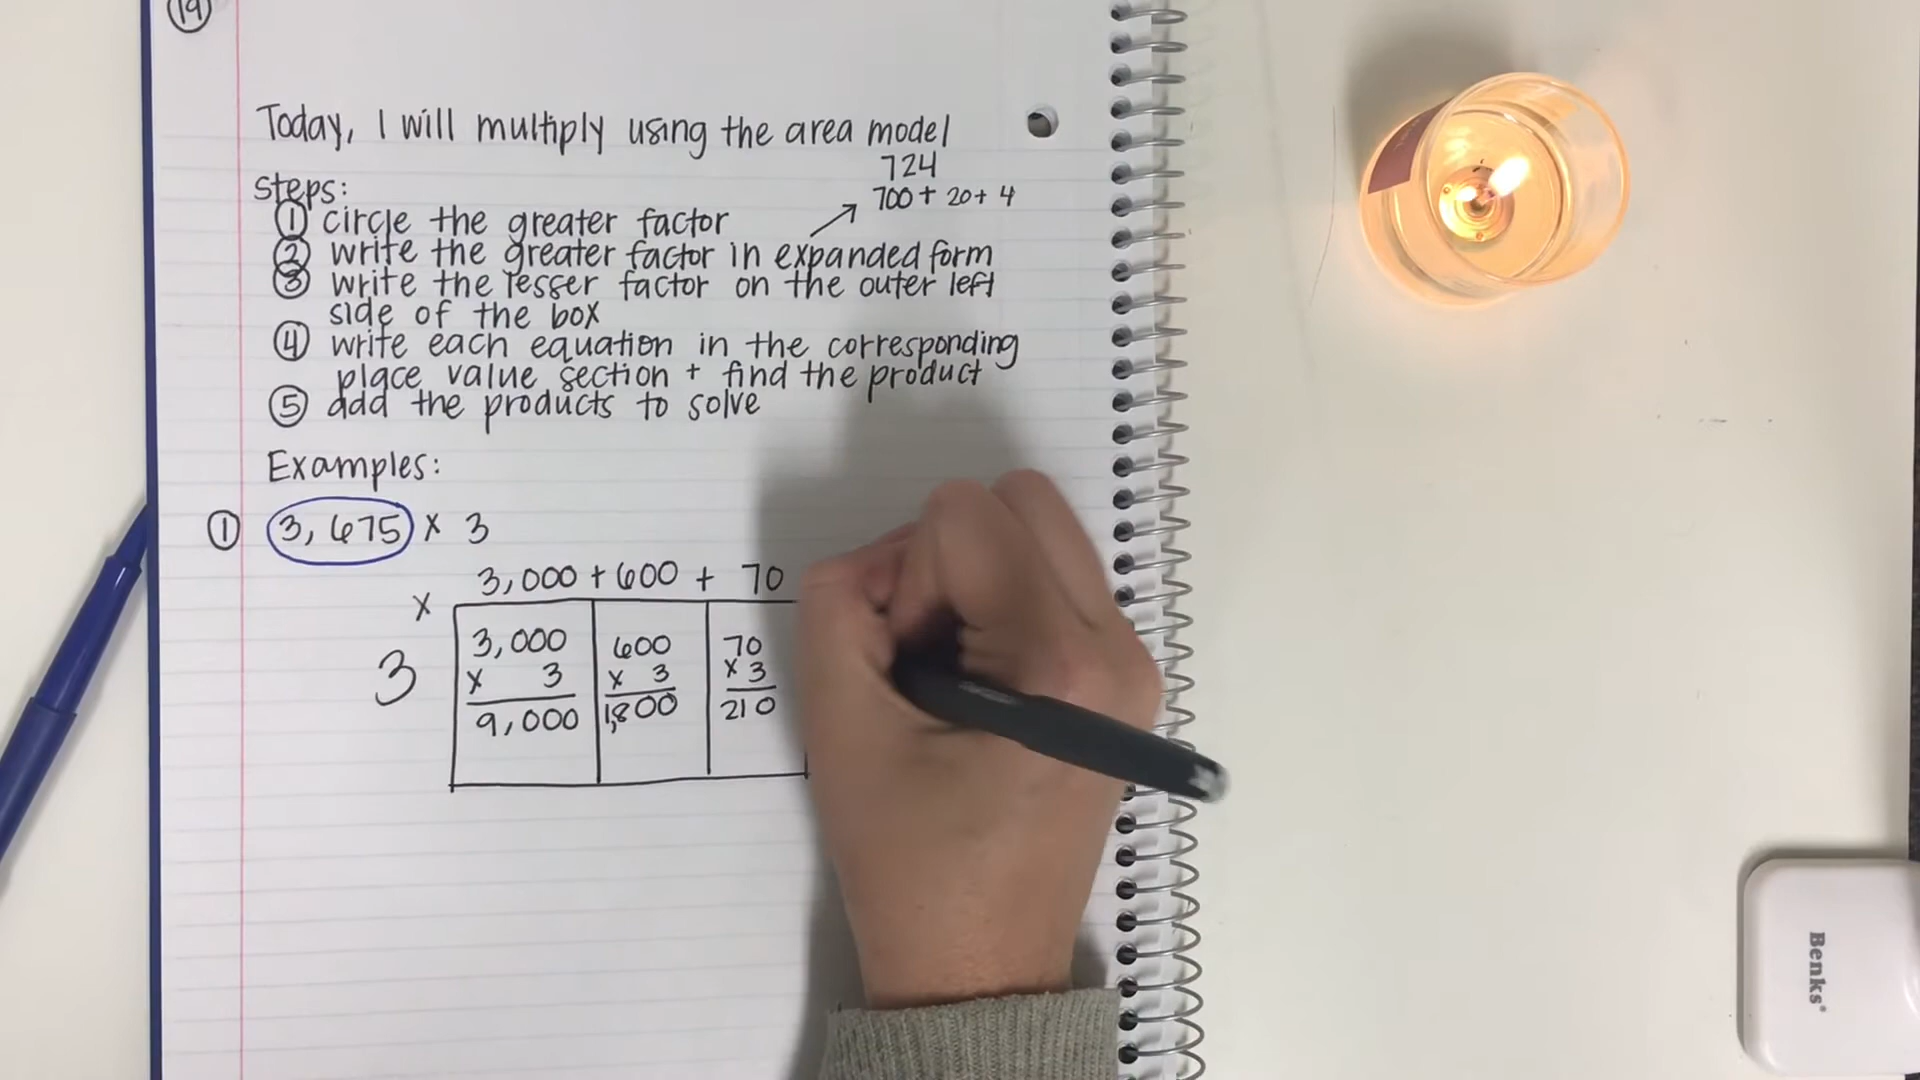 19
Today, I will multiply using the area model
724
700 + 20 + 4
steps:
① circle the greater factor
② write the greater factor in expanded form
③ write the lesser factor on the outer left
side of the box
④ write each equation in the corresponding
place value section + find the product
⑤ add the products to solve
Examples:
① 3,675 x 3
3,000 + 600 + 70
x
3
3,000 600 70
x 3 x 3 x 3
9,000 1,800 210
Benks